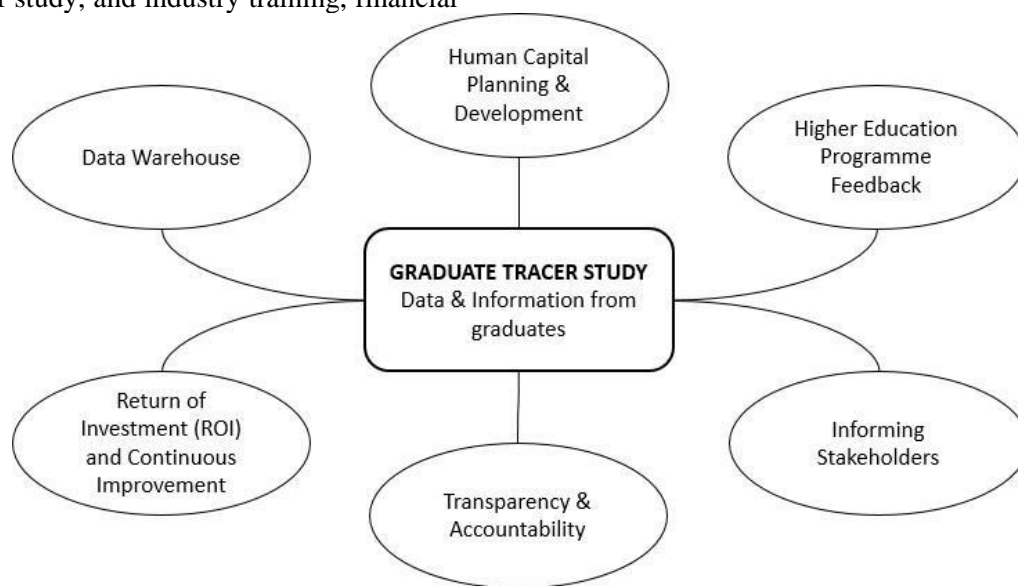 study, and industry training, financial
Human Capital
Planning &
Development
Data Warehouse
Higher Education
Programme
Feedback
GRADUATE TRACER STUDY
Data & Information from
graduates
Return of
Investment (ROI)
and Continuous
Improvement
Informing
Stakeholders
Transparency &
Accountability